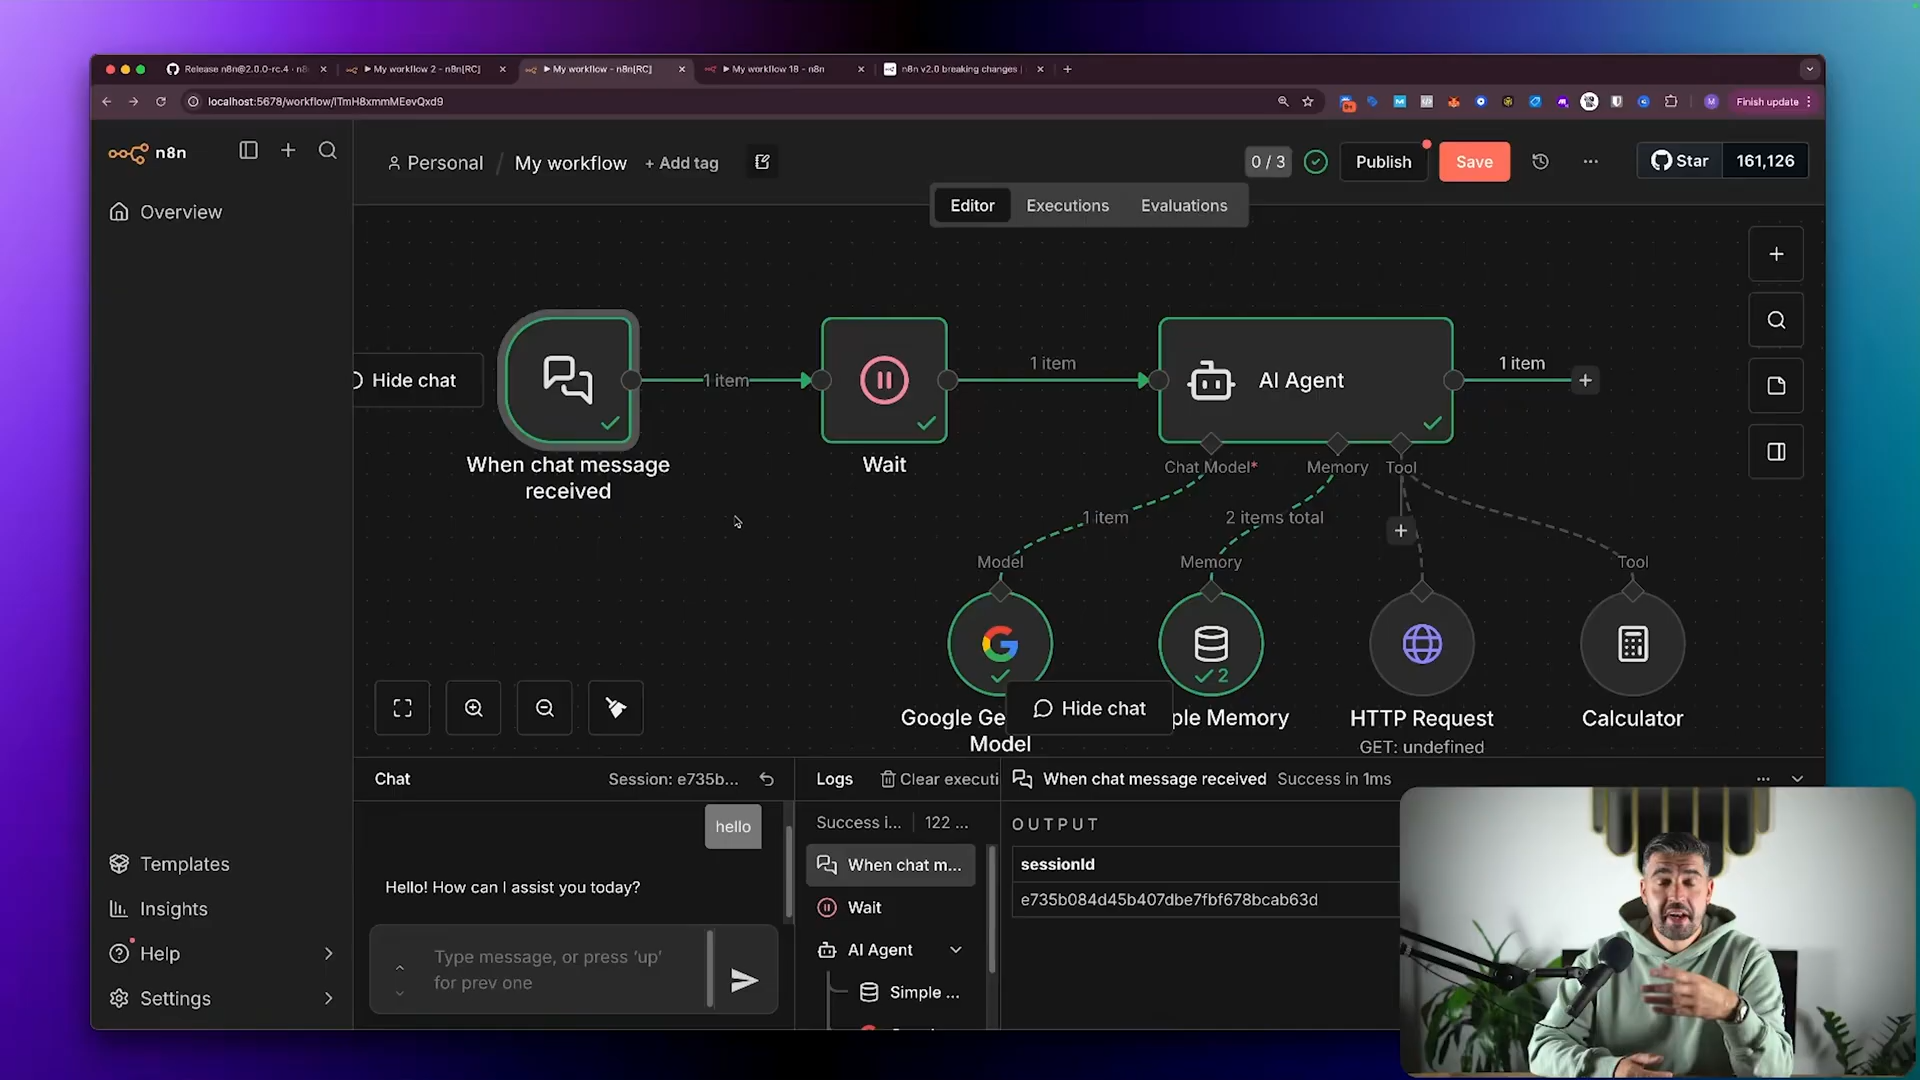 Release n8n@2.0.0-rc.4 · n8
My workflow 2 - n8n[RC]
My workflow - n8n[RC]
My workflow 18 - n8n
n8n v2.0 breaking changes |
localhost:5678/workflow/lTmH8xmmMEevQxd9
Finish update
n8n
Personal / My workflow
+ Add tag
0 / 3
Publish
Save
Star
161,126
Overview
Editor
Executions
Evaluations
Hide chat
1 item
1 item
AI Agent
1 item
When chat message
received
Wait
Chat Model*
Memory
Tool
1 item
2 items total
Model
Memory
Tool
2
Hide chat
Google Ge
Model
ple Memory
HTTP Request
GET: undefined
Calculator
Chat
Session: e735b...
Logs
Clear executi
When chat message received
Success in 1ms
hello
Hello! How can I assist you today?
Type message, or press 'up'
for prev one
Success i...
122 ...
When chat m...
Wait
AI Agent
Simple ...
OUTPUT
sessionId
e735b084d45b407dbe7fbf678bcab63d
Templates
Insights
Help
Settings